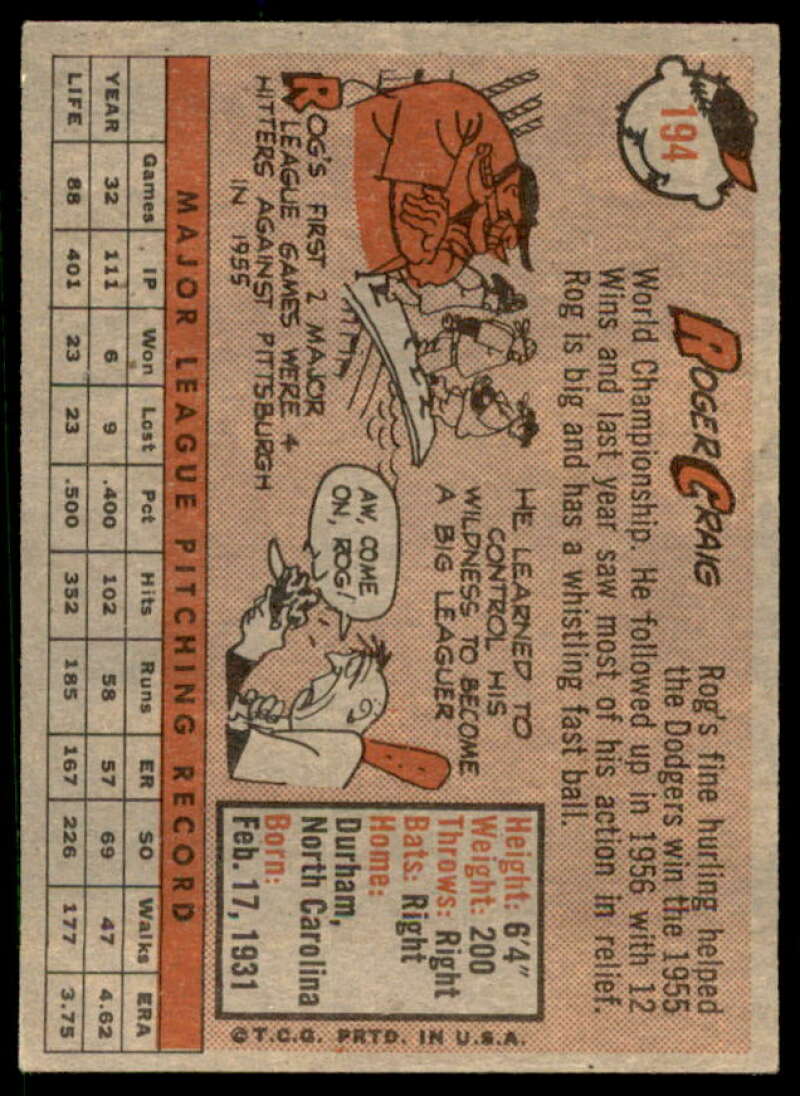 194
ROGER CRAIG
Rog's fine hurling helped
the Dodgers win the 1955
World Championship. He followed up in 1956 with 12
Wins and last year saw most of his action in relief.
Rog is big and has a whistling fast ball.
ROG'S FIRST 2 MAJOR
LEAGUE GAMES WERE 4
HITTERS AGAINST PITTSBURGH
IN 1955
HE LEARNED TO
CONTROL HIS
WILDNESS TO BECOME
A BIG LEAGUER
AW, COME
ON, ROG!
Height: 6'4"
Weight: 200
Throws: Right
Bats: Right
Home:
Durham,
North Carolina
Born:
Feb. 17, 1931
©T.C.G. PRTD. IN U.S.A.
MAJOR LEAGUE PITCHING RECORD
Games IP Won Lost Pct Hits Runs ER SO Walks ERA
YEAR 32 111 6 9 .400 102 58 57 69 47 4.62
LIFE 88 401 23 23 .500 352 185 167 226 177 3.75